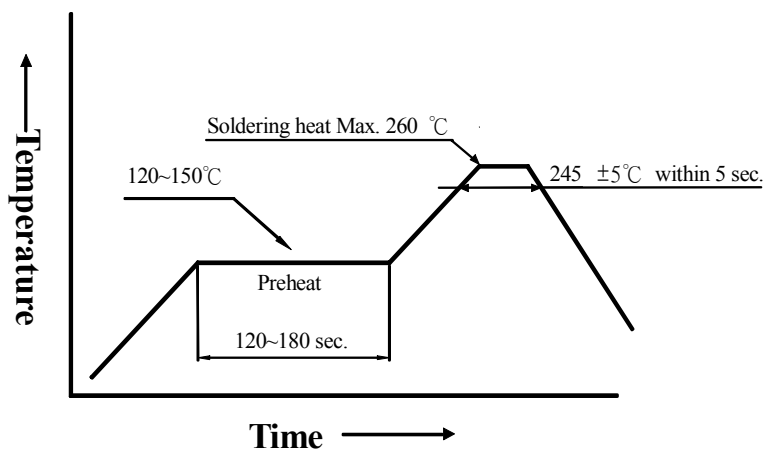 Soldering heat Max. 260 ℃
245 ±5℃ within 5 sec.
120~150℃
Preheat
120~180 sec.
Temperature
Time